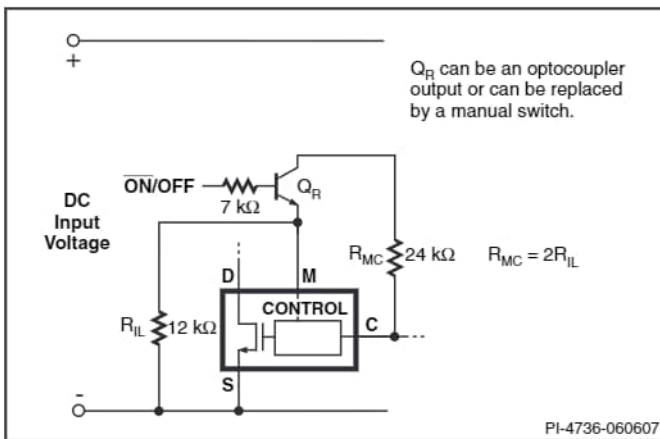 +
Q_R can be an optocoupler
output or can be replaced
by a manual switch.
DC
Input
Voltage
O̅N̅/OFF
7 kΩ
Q_R
R_MC
24 kΩ
R_MC = 2R_IL
D
M
CONTROL
C
R_IL
12 kΩ
S
-
PI-4736-060607